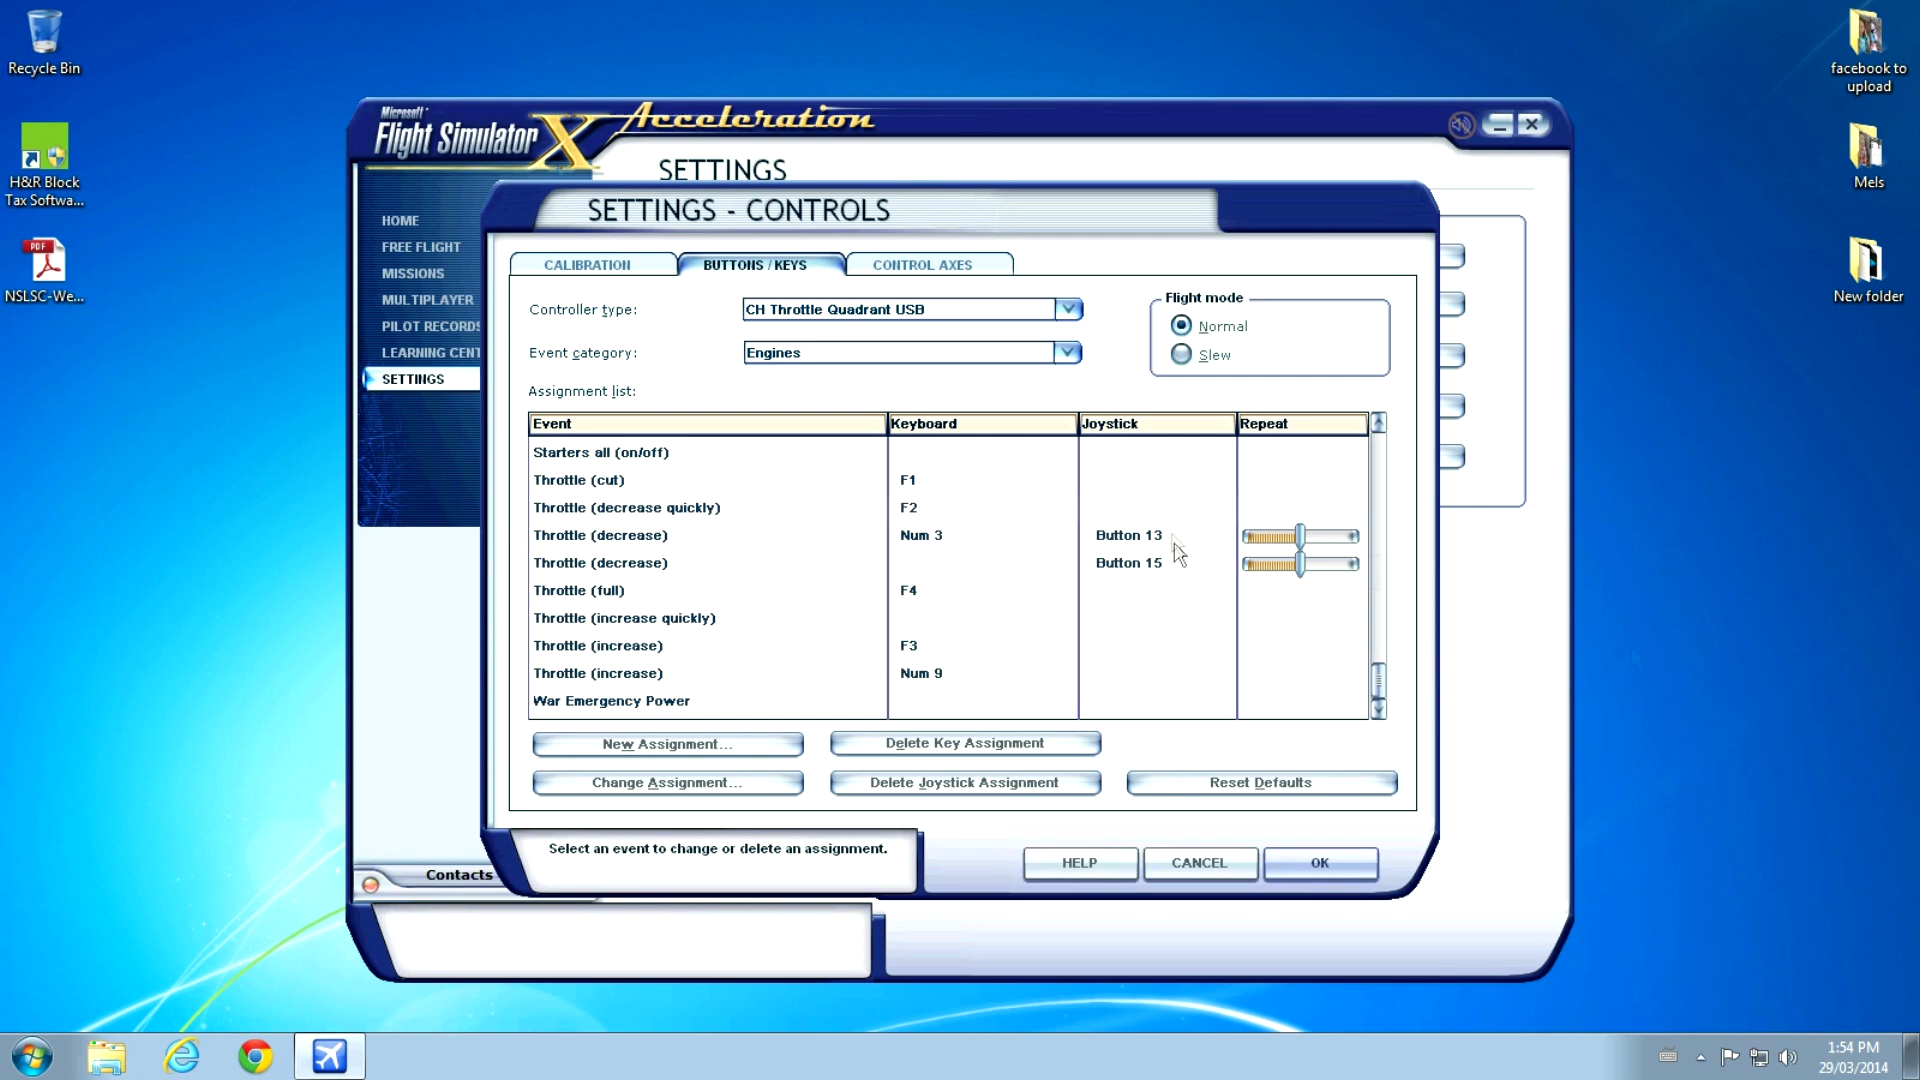 Recycle Bin
H&R Block
Tax Softwa...
PDF
NSLSC-We...
facebook to
upload
Mels
New folder
Microsoft
Flight Simulator X Acceleration
SETTINGS
HOME
FREE FLIGHT
MISSIONS
MULTIPLAYER
PILOT RECORDS
LEARNING CENT
SETTINGS
SETTINGS - CONTROLS
CALIBRATION
BUTTONS / KEYS
CONTROL AXES
Controller type:
CH Throttle Quadrant USB
Event category:
Engines
Flight mode
Normal
Slew
Assignment list:
Event Keyboard Joystick Repeat
Starters all (on/off)
Throttle (cut) F1
Throttle (decrease quickly) F2
Throttle (decrease) Num 3 Button 13
Throttle (decrease) Button 15
Throttle (full) F4
Throttle (increase quickly)
Throttle (increase) F3
Throttle (increase) Num 9
War Emergency Power
New Assignment...
Delete Key Assignment
Change Assignment...
Delete Joystick Assignment
Reset Defaults
Select an event to change or delete an assignment.
HELP
CANCEL
OK
Contacts
1:54 PM
29/03/2014